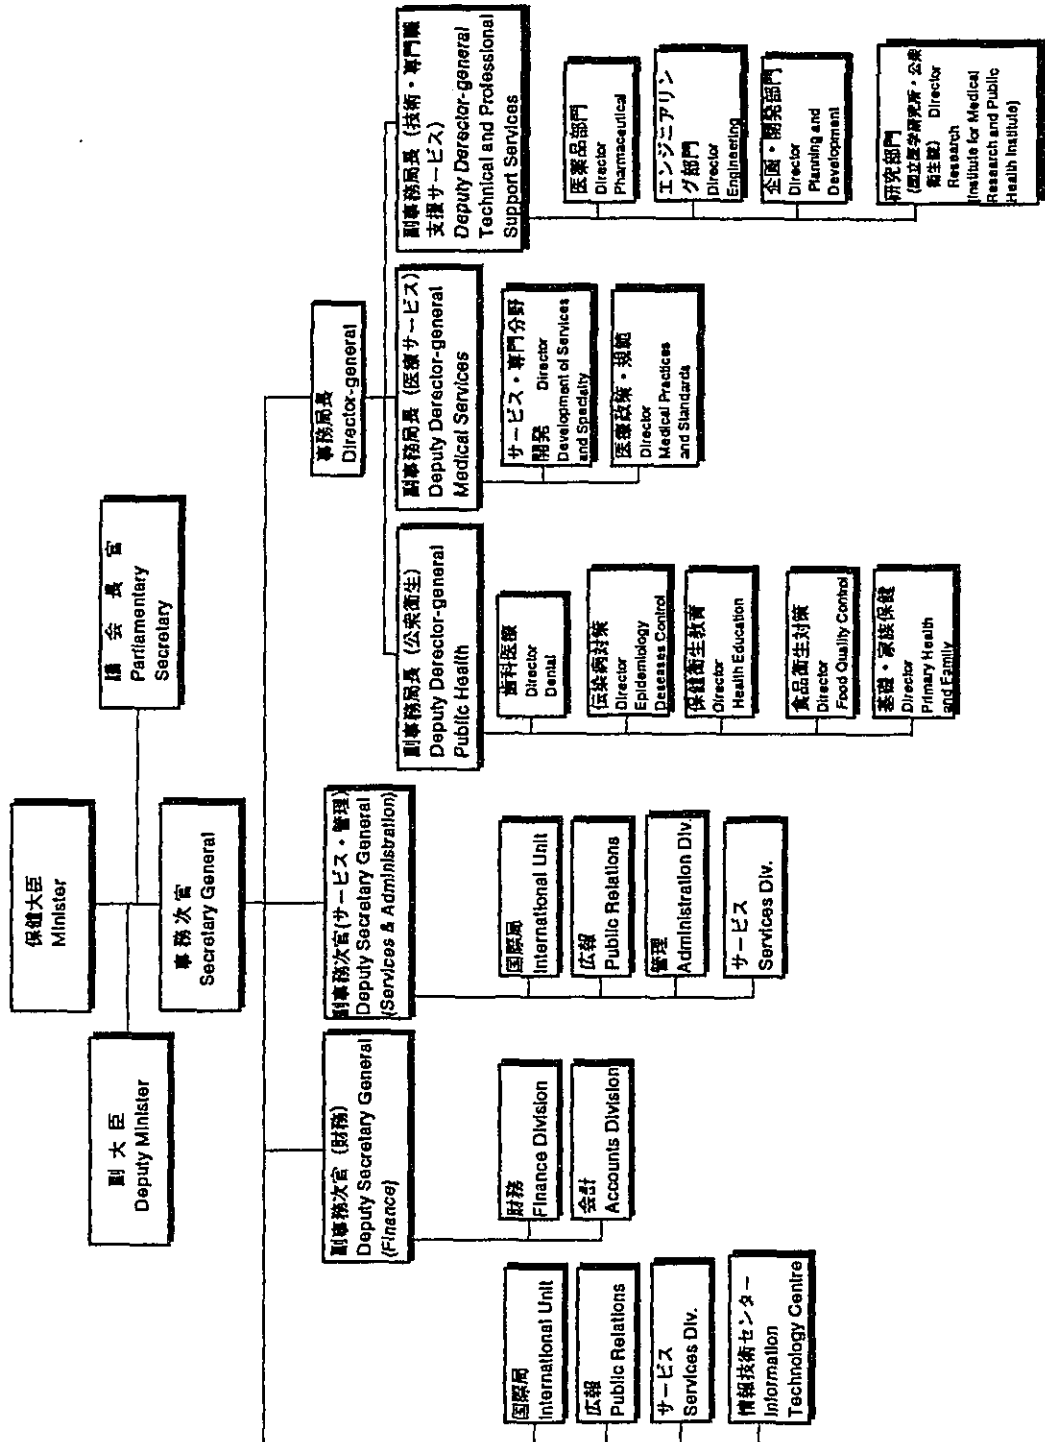 保健大臣
Minister
副大臣
Deputy Minister
議会長官
Parliamentary
Secretary
事務次官
Secretary General
副事務次官 (財務)
Deputy Secretary General
(Finance)
副事務次官(サービス・管理)
Deputy Secretary General
(Services & Administration)
事務局長
Director-general
国際局
International Unit
広報
Public Relations
サービス
Services Div.
情報技術センター
Information
Technology Centre
財務
Finance Division
会計
Accounts Division
国際局
International Unit
広報
Public Relations
管理
Administration Div.
サービス
Services Div.
副事務局長 (公衆衛生)
Deputy Derector-general
Public Health
歯科医療
Director
Dental
伝染病対策
Director
Epidemiology
Deseases Control
保健衛生教育
Director
Health Education
食品衛生対策
Director
Food Quality Control
基礎・家族保健
Director
Primary Health
and Family
副事務局長 (医療サービス)
Deputy Derector-general
Medical Services
サービス・専門分野
開発 Director
Development of Services
and Specialty
医療政策・規範
Director
Medical Practices
and Standards
副事務局長 (技術・専門職
支援サービス)
Deputy Derector-general
Technical and Professional
Support Services
医薬品部門
Director
Pharmaceutical
エンジニアリン
グ部門
Director
Engineering
企画・開発部門
Director
Planning and
Development
研究部門
(国立医学研究所・公衆
衛生院) Director
Research
(Institute for Medical
Research and Public
Health Institute)